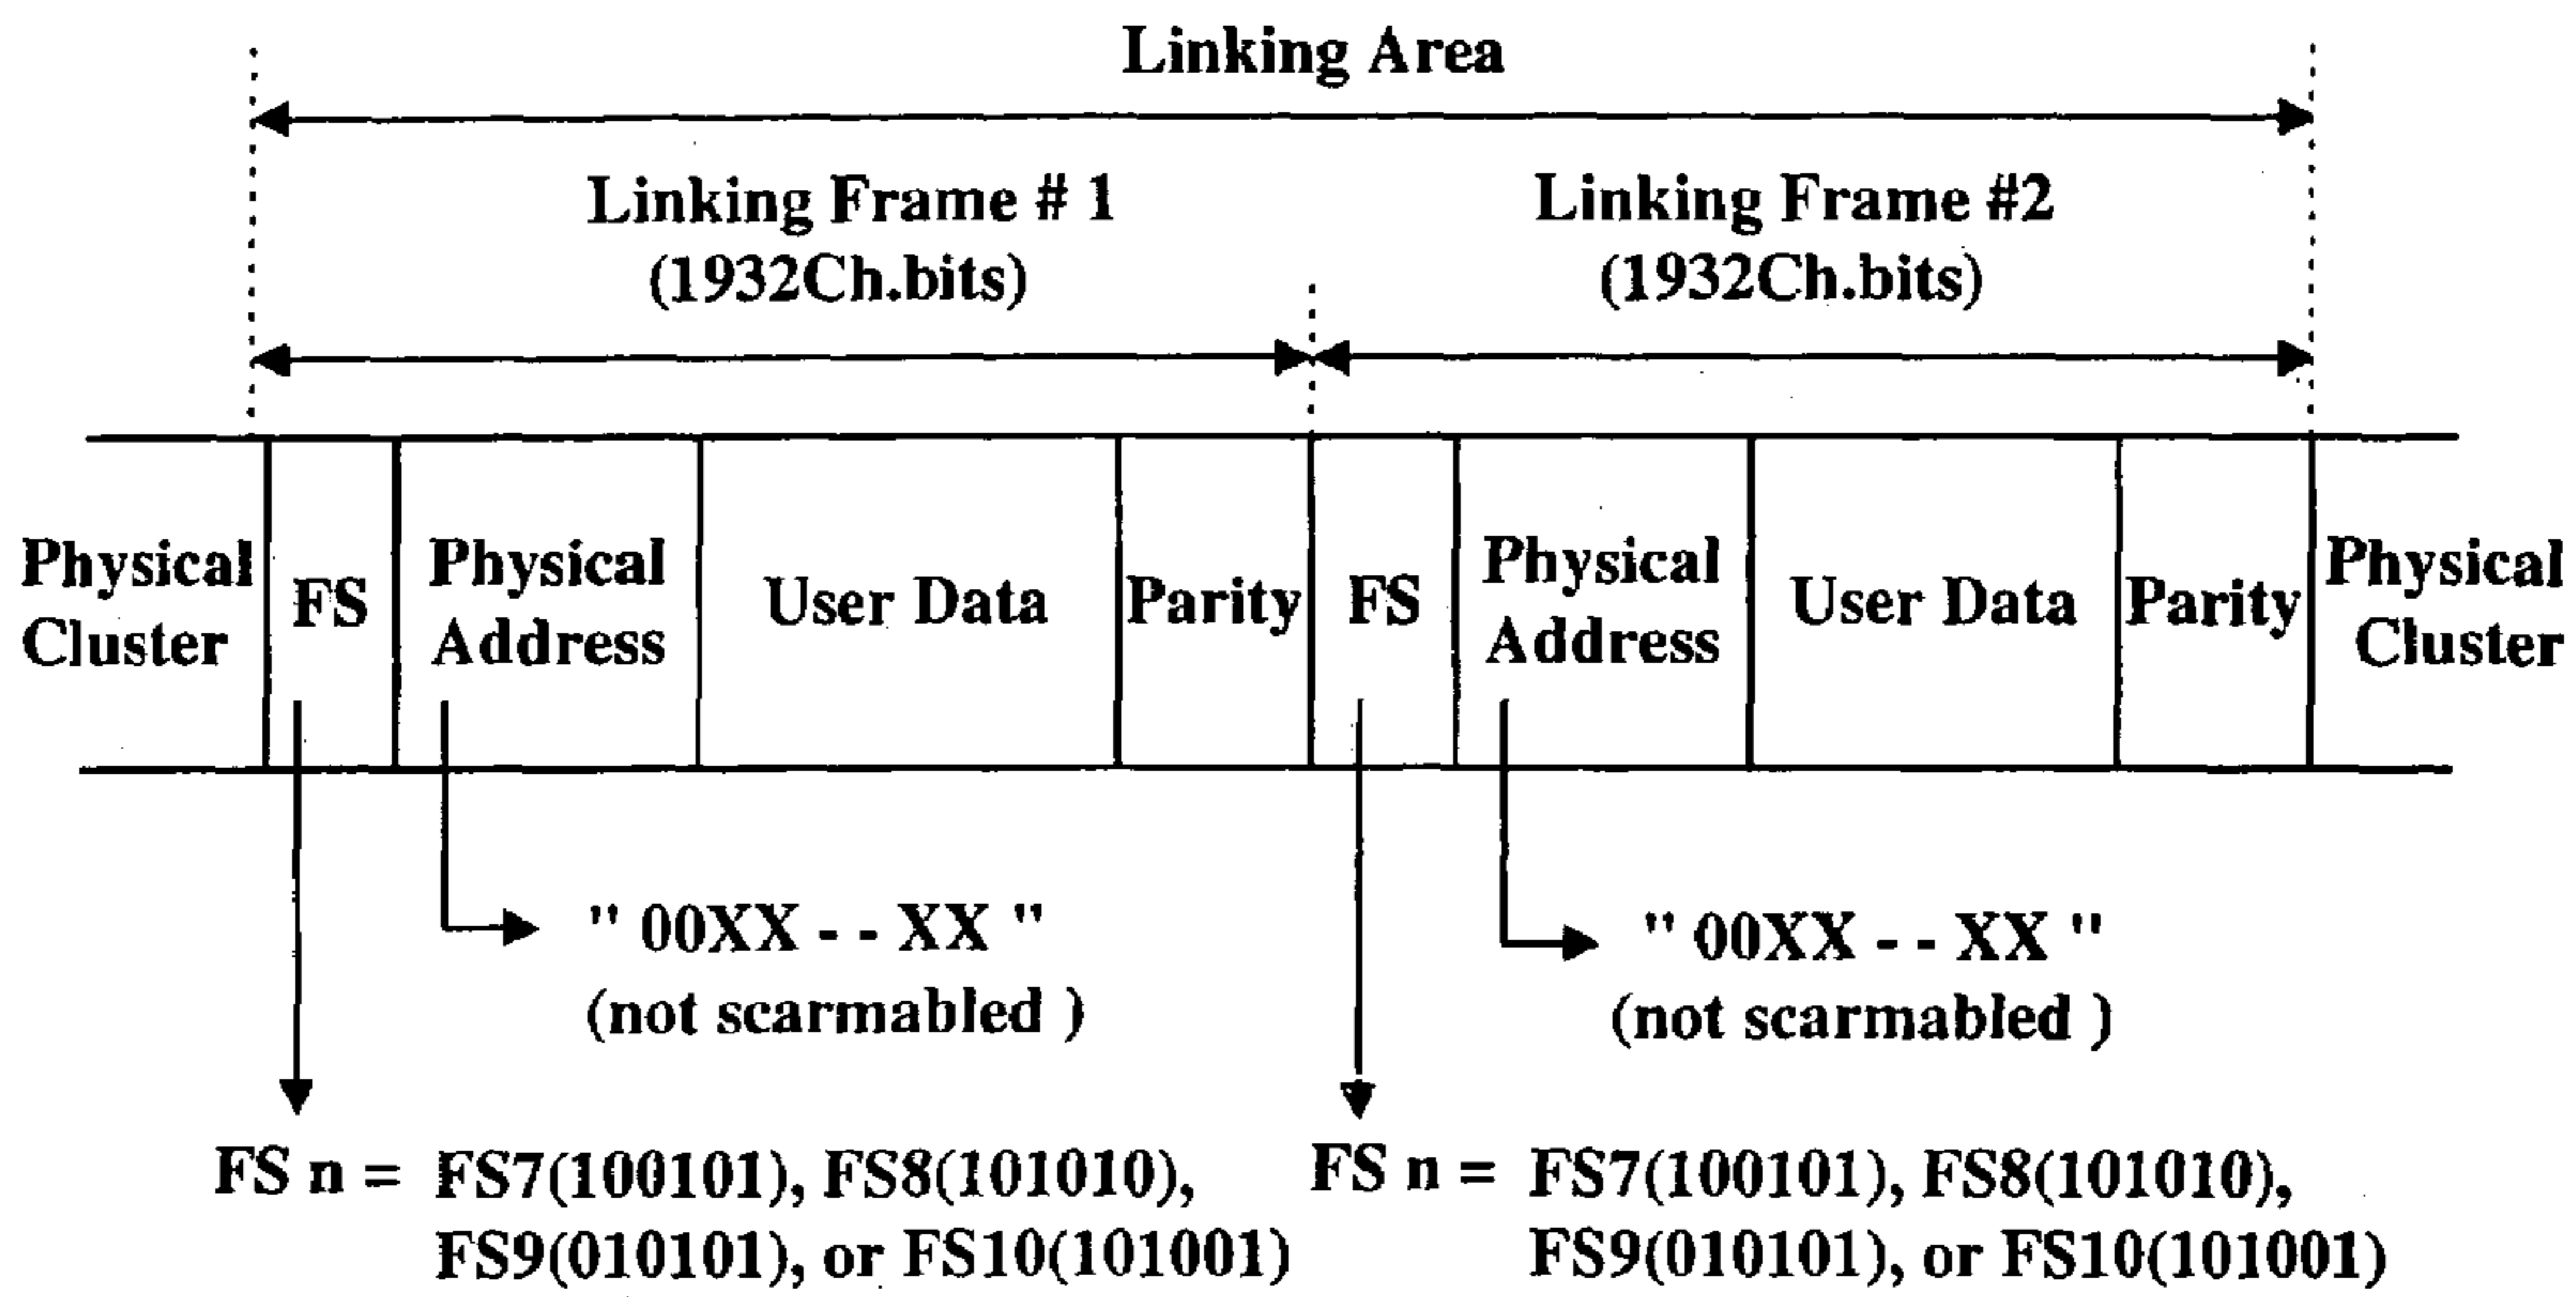 Linking Area
Linking Frame # 1
(1932Ch.bits)
Linking Frame #2
(1932Ch.bits)
Physical
Cluster
FS
Physical
Address
User Data
Parity
FS
Physical
Address
User Data
Parity
Physical
Cluster
" 00XX - - XX "
(not scarmabled )
" 00XX - - XX "
(not scarmabled )
FS n = FS7(100101), FS8(101010),
FS9(010101), or FS10(101001)
FS n = FS7(100101), FS8(101010),
FS9(010101), or FS10(101001)